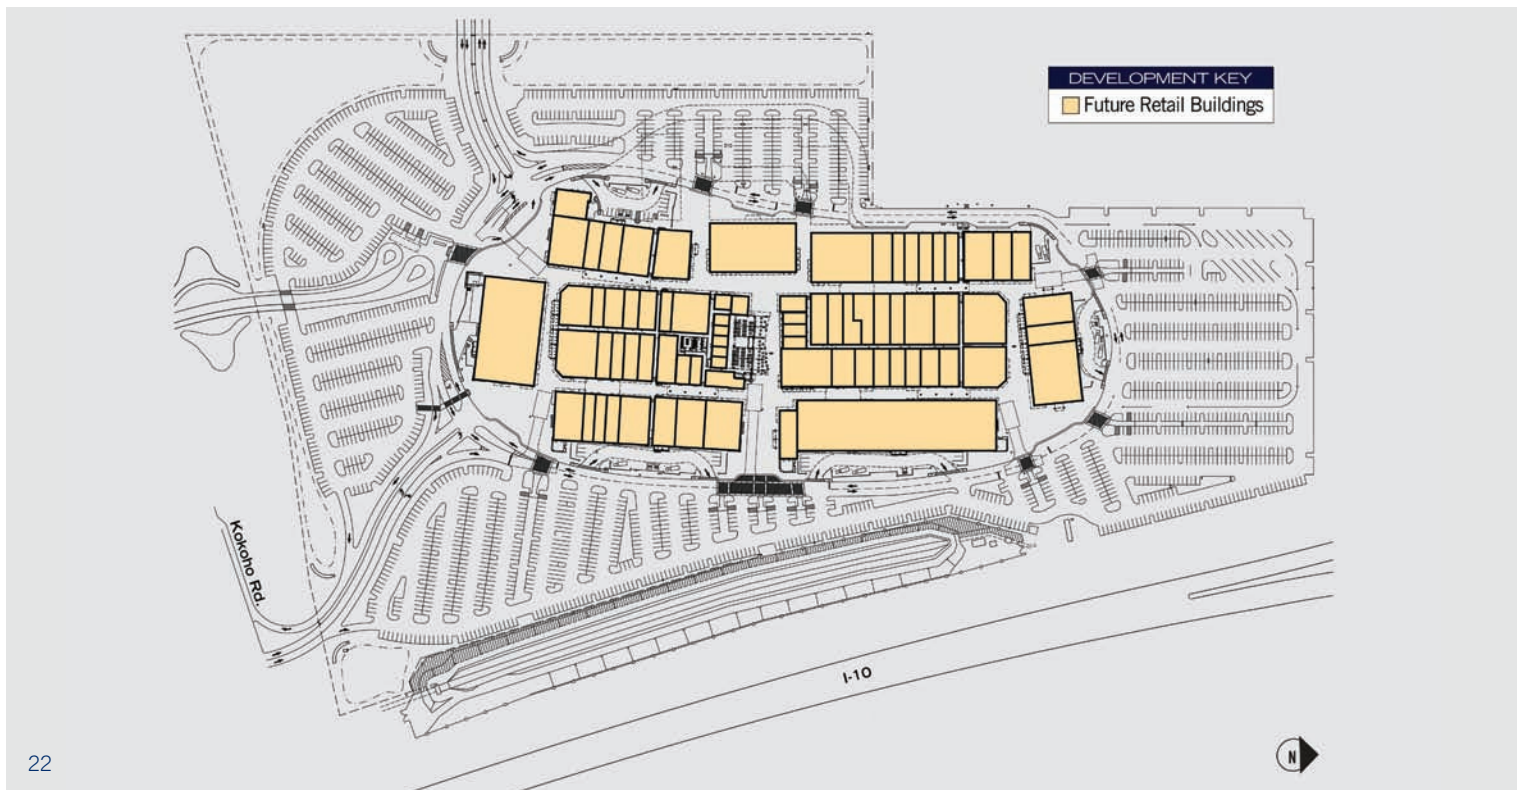 DEVELOPMENT KEY
Future Retail Buildings
Kokoho Rd.
I-10
22
N